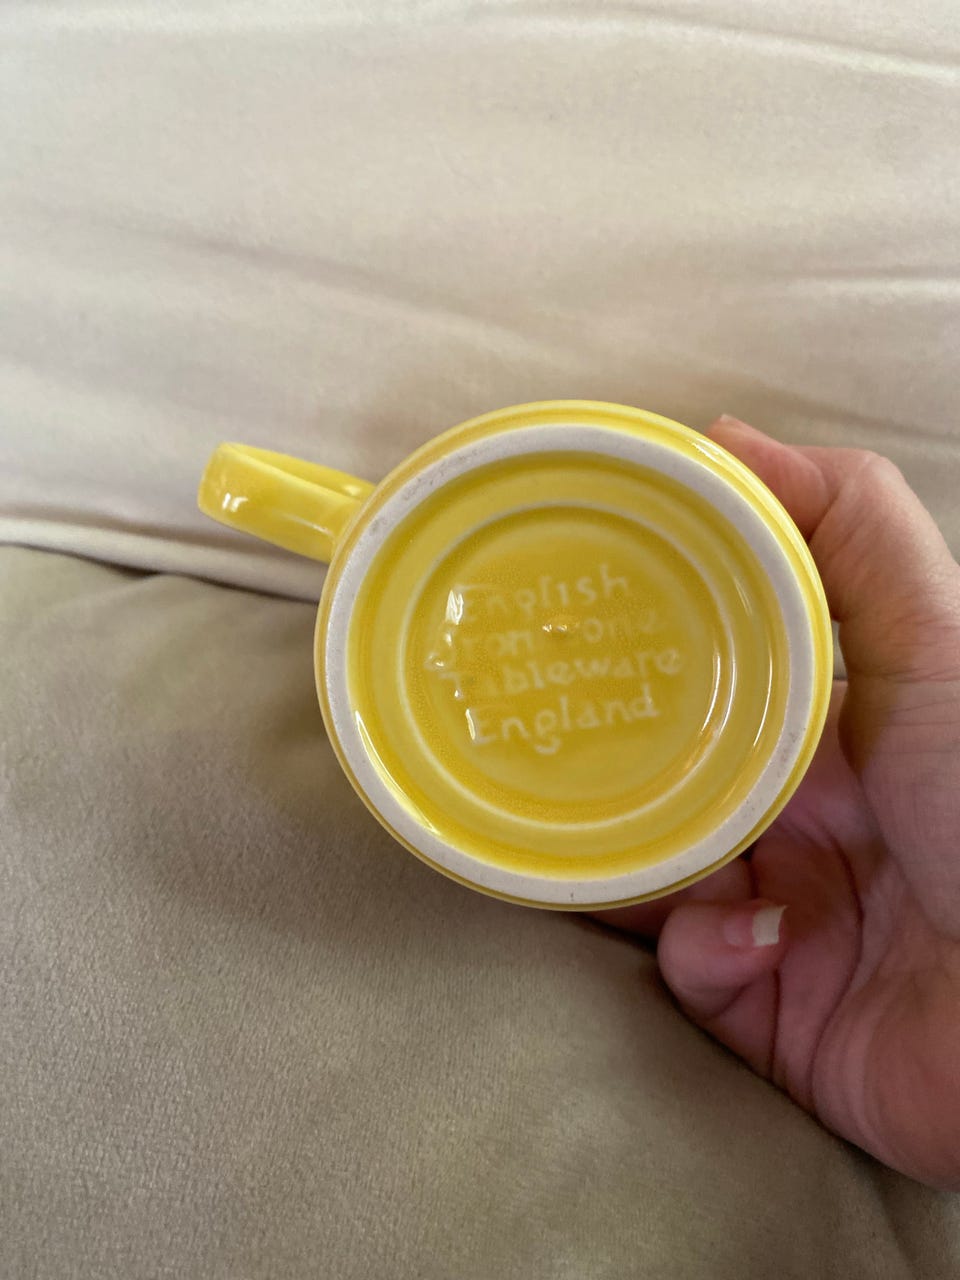 English
Ironstone
Tableware
England